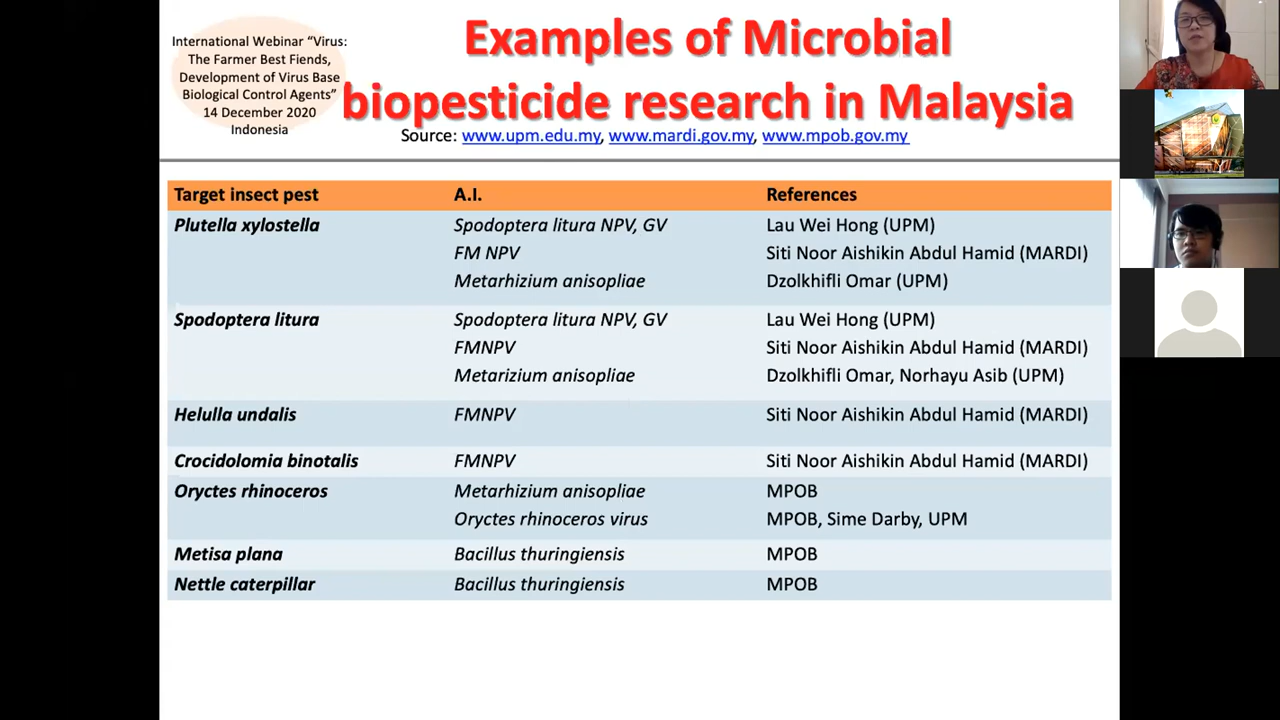 International Webinar “Virus:
The Farmer Best Fiends,
Development of Virus Base
Biological Control Agents”
14 December 2020
Indonesia
Examples of Microbial
biopesticide research in Malaysia
Source: www.upm.edu.my, www.mardi.gov.my, www.mpob.gov.my
Target insect pest A.I. References
Plutella xylostella Spodoptera litura NPV, GV Lau Wei Hong (UPM)
FM NPV Siti Noor Aishikin Abdul Hamid (MARDI)
Metarhizium anisopliae Dzolkhifli Omar (UPM)
Spodoptera litura Spodoptera litura NPV, GV Lau Wei Hong (UPM)
FMNPV Siti Noor Aishikin Abdul Hamid (MARDI)
Metarizium anisopliae Dzolkhifli Omar, Norhayu Asib (UPM)
Helulla undalis FMNPV Siti Noor Aishikin Abdul Hamid (MARDI)
Crocidolomia binotalis FMNPV Siti Noor Aishikin Abdul Hamid (MARDI)
Oryctes rhinoceros Metarhizium anisopliae MPOB
Oryctes rhinoceros virus MPOB, Sime Darby, UPM
Metisa plana Bacillus thuringiensis MPOB
Nettle caterpillar Bacillus thuringiensis MPOB